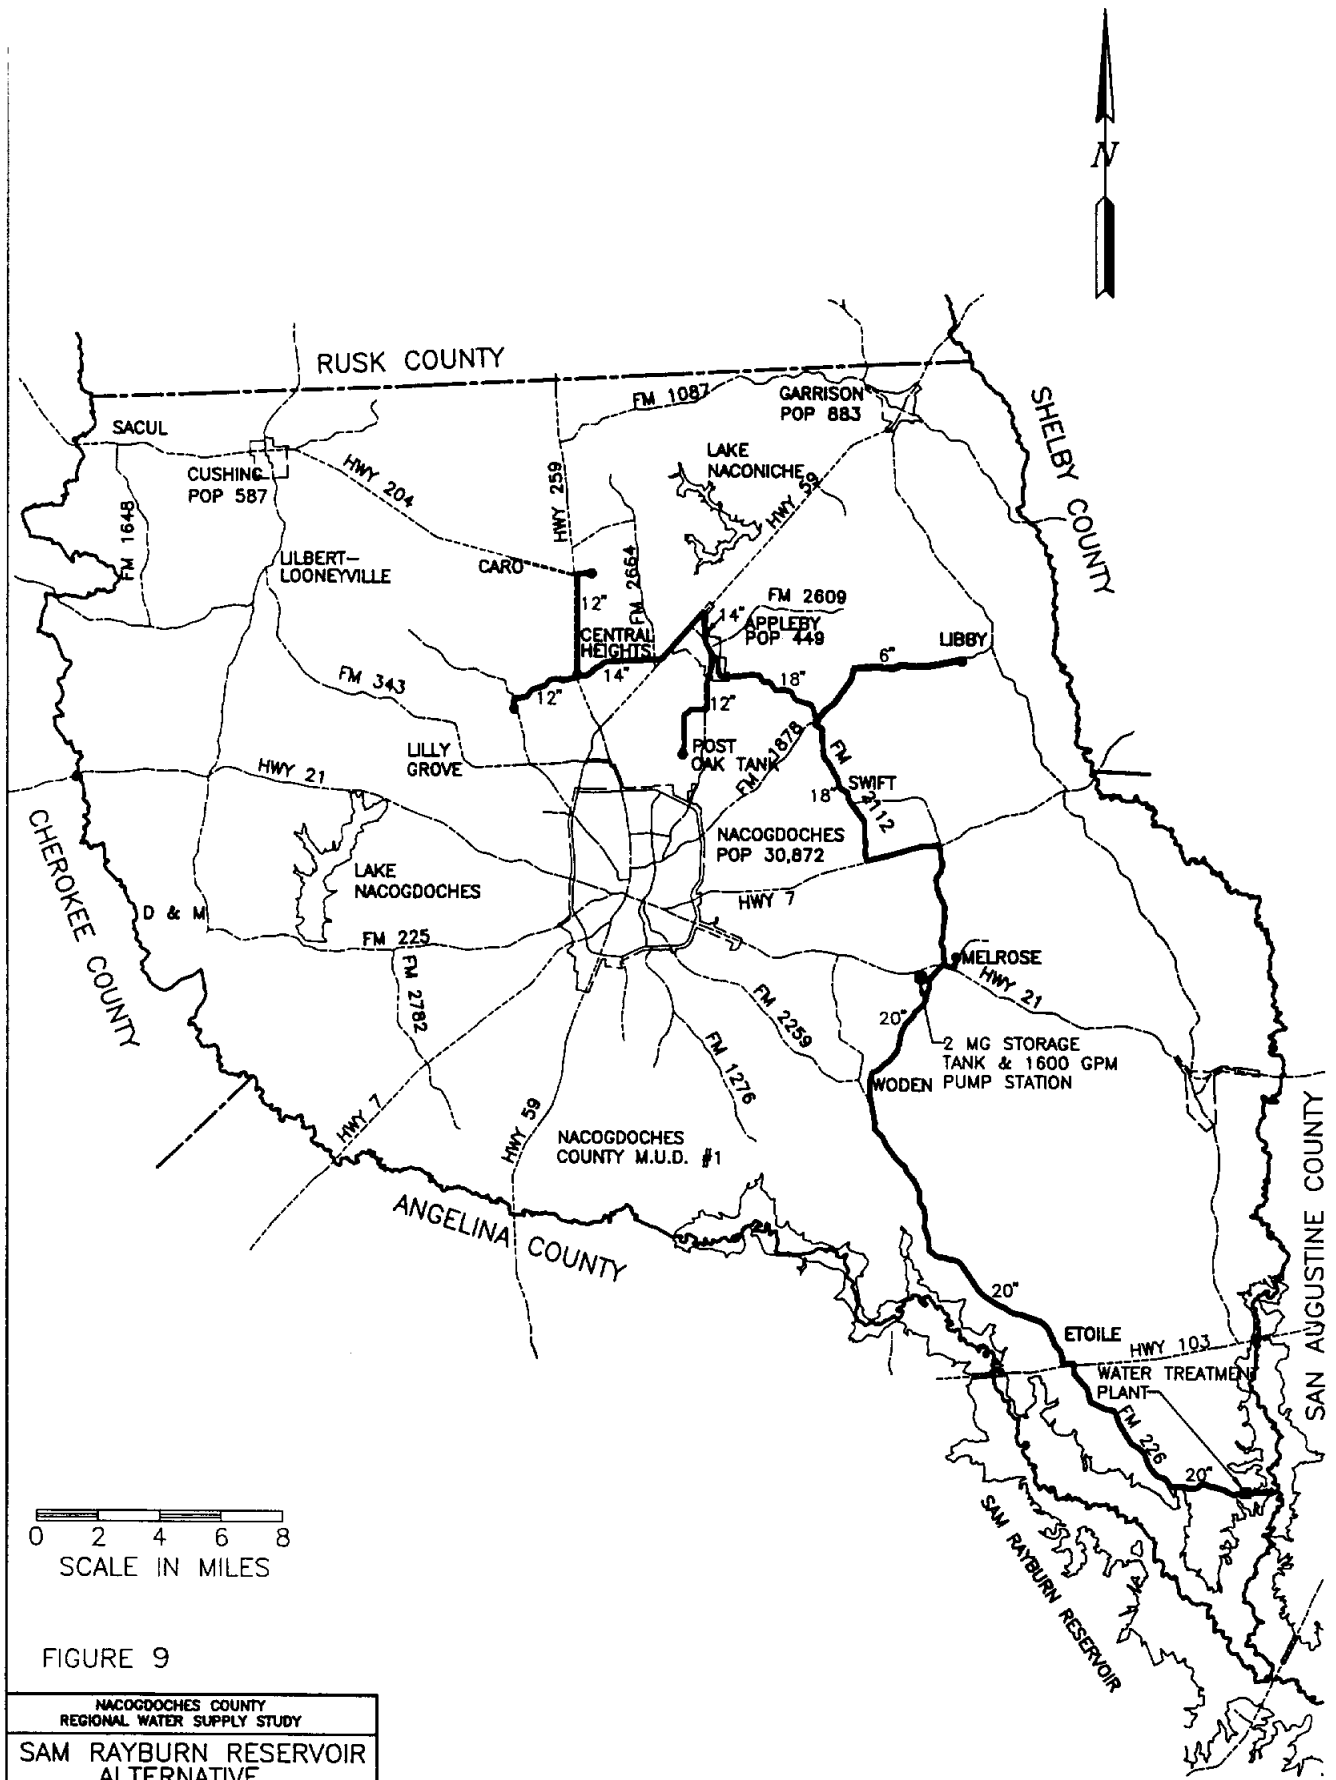 N
RUSK COUNTY
SHELBY COUNTY
FM 1087
GARRISON
POP 883
SACUL
CUSHING
POP 587
HWY 204
HWY 259
LAKE
NACONICHE
HWY 59
FM 1648
LILBERT-
LOONEYVILLE
CARO
FM 2664
12"
14"
FM 2609
APPLEBY
POP 449
LIBBY
CENTRAL
HEIGHTS
6"
FM 343
12"
14"
18"
12"
LILLY
GROVE
POST
OAK TANK
FM 1878
FM 2112
SWIFT
18"
HWY 21
NACOGDOCHES
POP 30,872
CHEROKEE COUNTY
LAKE
NACOGDOCHES
HWY 7
D & M
FM 225
MELROSE
HWY 21
FM 2782
FM 2259
20"
2 MG STORAGE
TANK & 1600 GPM
PUMP STATION
WODEN
FM 1276
HWY 7
HWY 59
NACOGDOCHES
COUNTY M.U.D. #1
ANGELINA COUNTY
SAN AUGUSTINE COUNTY
20"
ETOILE
HWY 103
WATER TREATMENT
PLANT
FM 226
20"
SAM RAYBURN RESERVOIR
0 2 4 6 8
SCALE IN MILES
FIGURE 9
NACOGDOCHES COUNTY
REGIONAL WATER SUPPLY STUDY
SAM RAYBURN RESERVOIR
ALTERNATIVE